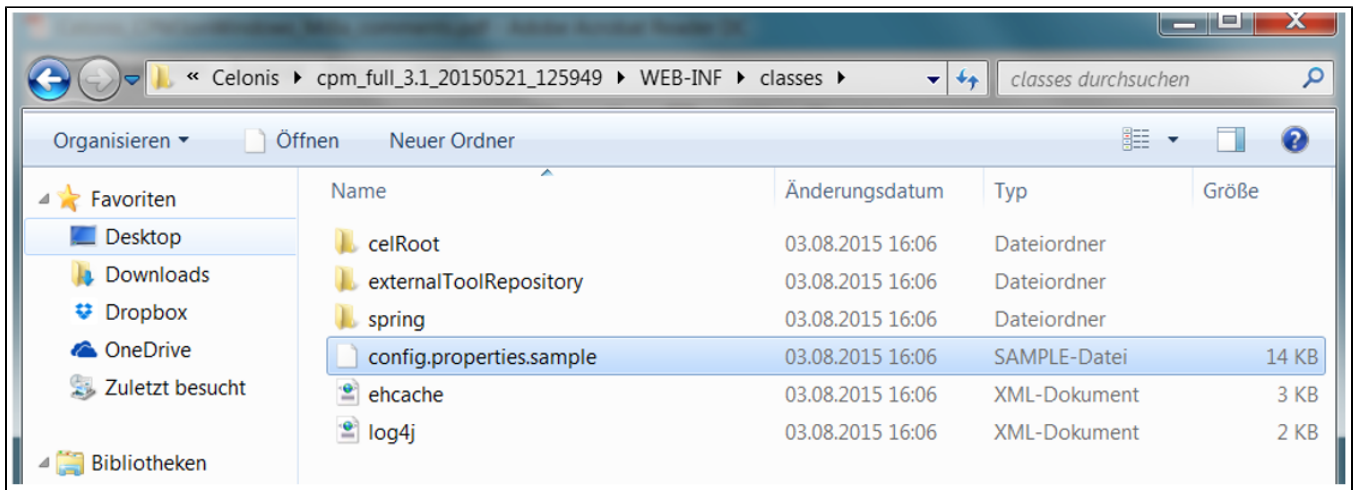 « Celonis cpm_full_3.1_20150521_125949 WEB-INF classes classes durchsuchen
Organisieren Öffnen Neuer Ordner
Favoriten
Desktop
Downloads
Dropbox
OneDrive
Zuletzt besucht
Bibliotheken
Name Änderungsdatum Typ Größe
celRoot 03.08.2015 16:06 Dateiordner
externalToolRepository 03.08.2015 16:06 Dateiordner
spring 03.08.2015 16:06 Dateiordner
config.properties.sample 03.08.2015 16:06 SAMPLE-Datei 14 KB
ehcache 03.08.2015 16:06 XML-Dokument 3 KB
log4j 03.08.2015 16:06 XML-Dokument 2 KB